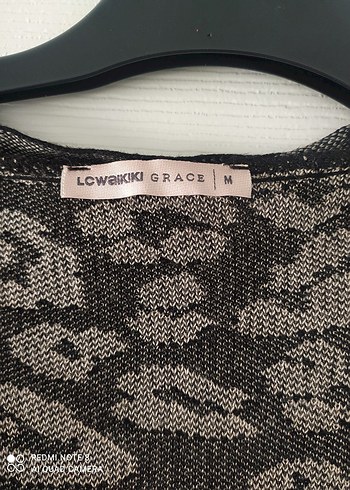 LCWAIKIKI GRACE | M
REDMI NOTE 8
AI QUAD CAMERA